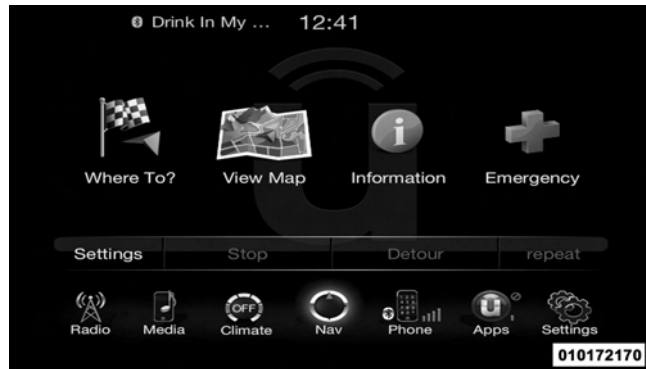 Drink In My ... 12:41
Where To? View Map Information Emergency
Settings Stop Detour repeat
OFF
Radio Media Climate Nav Phone Apps Settings
010172170